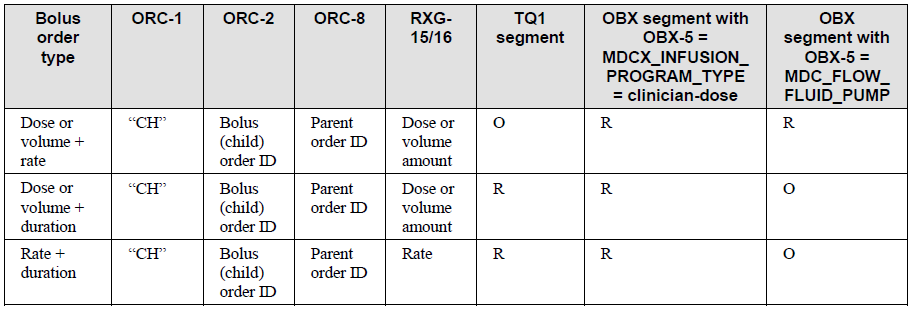 Bolus order type
ORC-1
ORC-2
ORC-8
RXG-15/16
TQ1 segment
OBX segment with OBX-5 = MDCX_INFUSION_PROGRAM_TYPE = clinician-dose
OBX segment with OBX-5 = MDC_FLOW_FLUID_PUMP
Dose or volume + rate
“CH”
Bolus (child) order ID
Parent order ID
Dose or volume amount
O
R
R
Dose or volume + duration
“CH”
Bolus (child) order ID
Parent order ID
Dose or volume amount
R
R
O
Rate + duration
“CH”
Bolus (child) order ID
Parent order ID
Rate
R
R
O